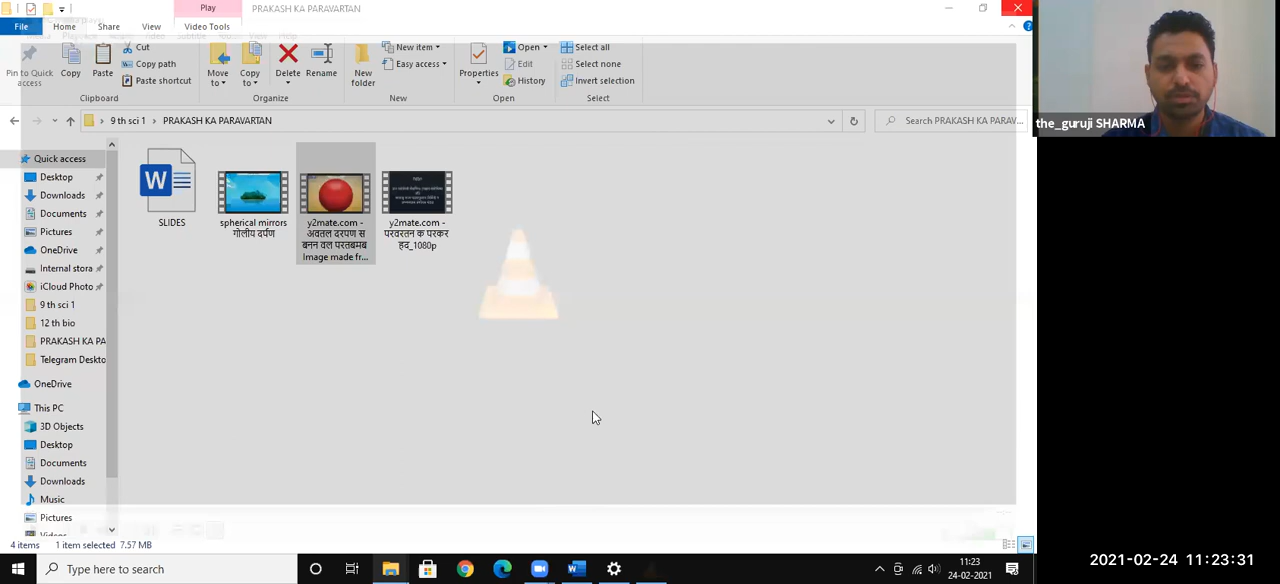 Play
PRAKASH KA PARAVARTAN
File
Home
Share
View
Video Tools
Pin to Quick access
Copy
Paste
Cut
Copy path
Paste shortcut
Clipboard
Move to
Copy to
Delete
Rename
Organize
New folder
New item
Easy access
New
Properties
Open
Edit
History
Open
Select all
Select none
Invert selection
Select
9 th sci 1 > PRAKASH KA PARAVARTAN
Search PRAKASH KA PARAV...
the_guruji SHARMA
Quick access
Desktop
Downloads
Documents
Pictures
OneDrive
Internal stora
iCloud Photo
9 th sci 1
12 th bio
PRAKASH KA PA
Telegram Deskto
OneDrive
This PC
3D Objects
Desktop
Documents
Downloads
Music
Pictures
Videos
W
SLIDES
spherical mirrors
गोलीय दर्पण
y2mate.com -
अवतल दरपण स
बनन वल परतबमब
Image made fr...
y2mate.com -
परवरतन क परकर
हद_1080p
4 items
1 item selected 7.57 MB
Type here to search
11:23
24-02-2021
2021-02-24 11:23:31